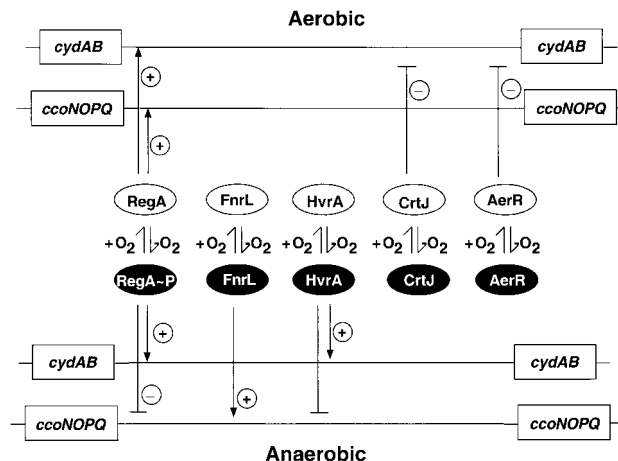 Aerobic
cydAB cydAB
+
ccoNOPQ − − ccoNOPQ
+
RegA FnrL HvrA CrtJ AerR
+O2 O2 +O2 O2 +O2 O2 +O2 O2 +O2 O2
RegA~P FnrL HvrA CrtJ AerR
+ +
cydAB cydAB
− +
ccoNOPQ ccoNOPQ
Anaerobic